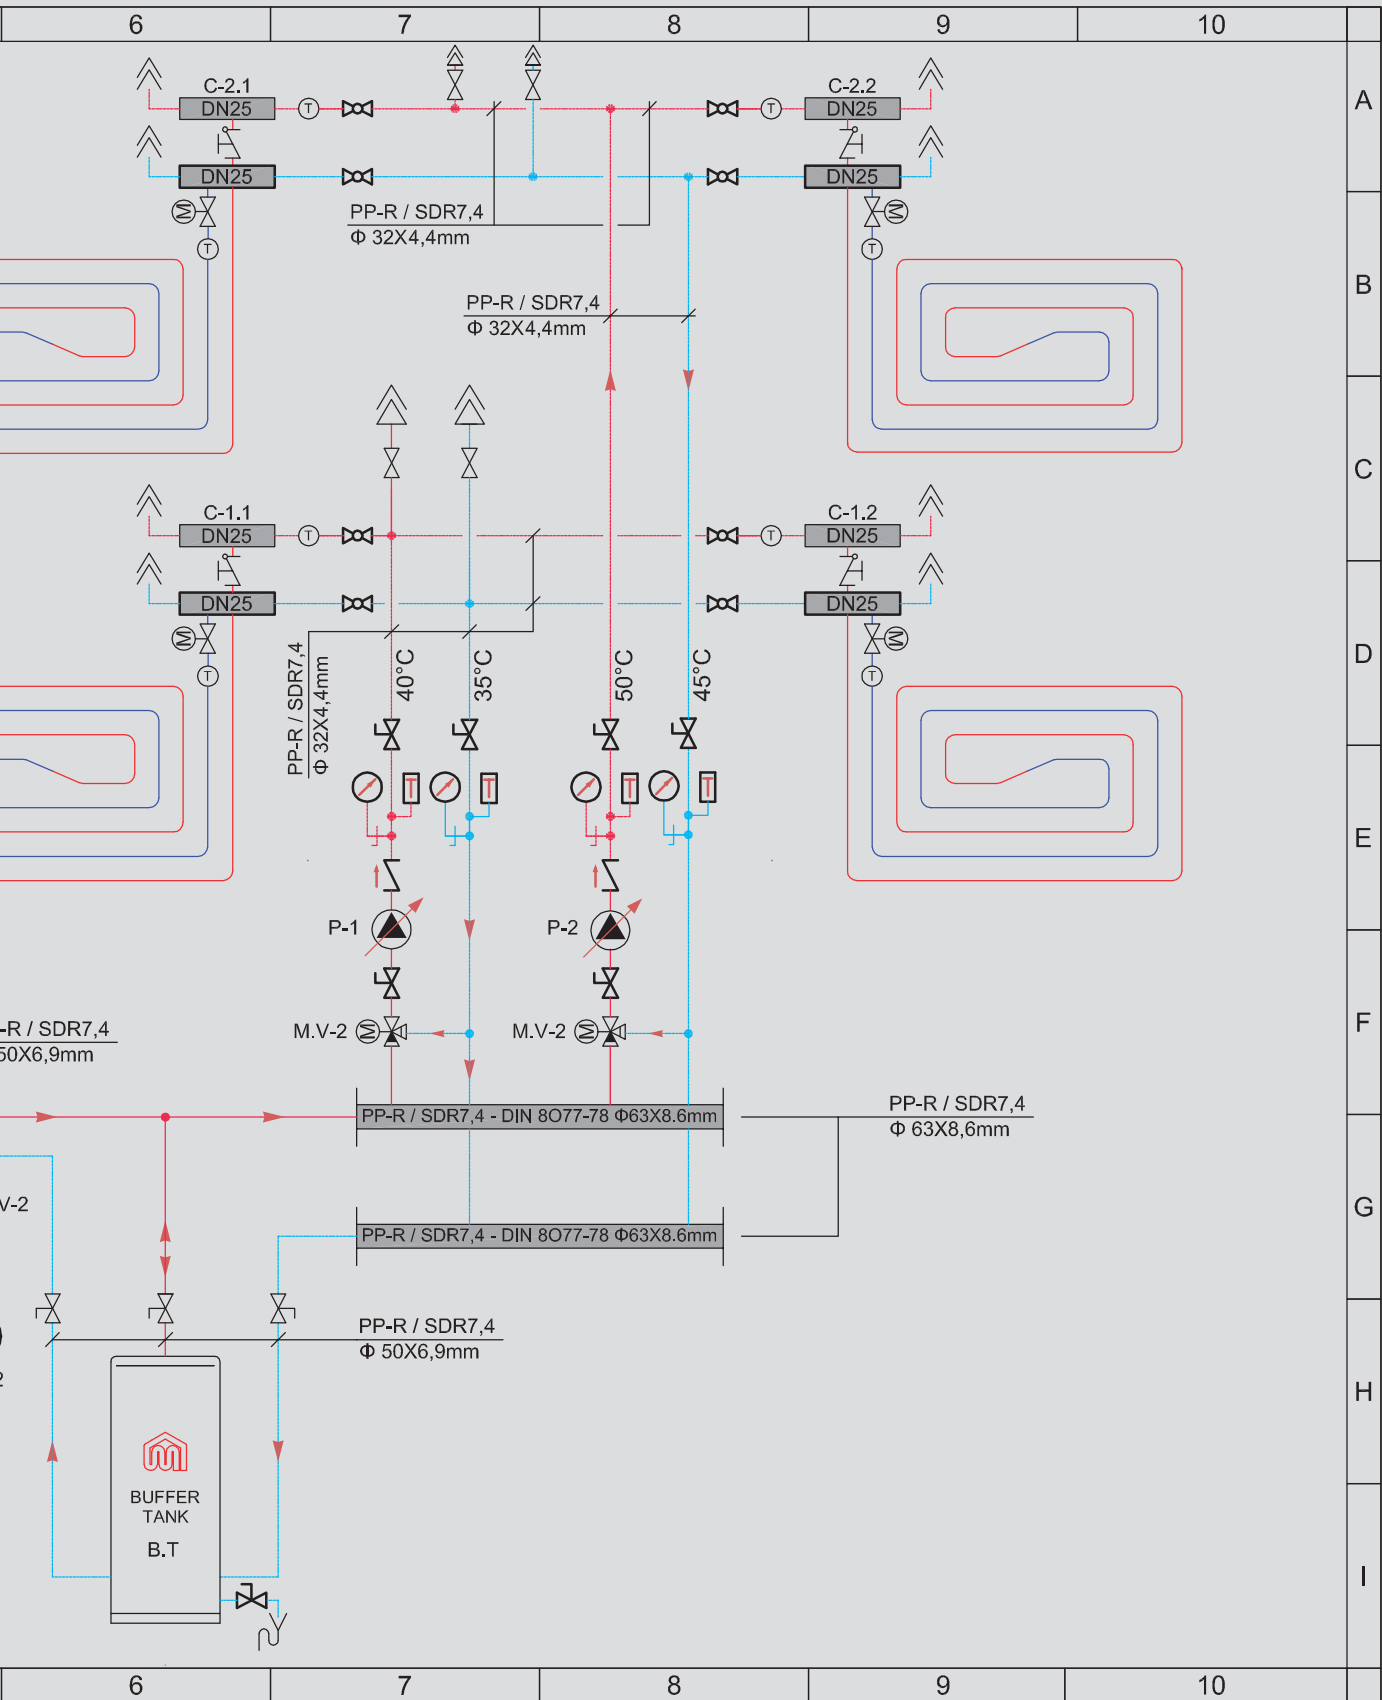 6 7 8 9 10
A
C-2.1
DN25
T
T
C-2.2
DN25
DN25
DN25
M
M
PP-R / SDR7,4
Φ 32X4,4mm
T
T
B
PP-R / SDR7,4
Φ 32X4,4mm
C
C-1.1
DN25
T
T
C-1.2
DN25
DN25
DN25
M
M
D
T
T
PP-R / SDR7,4
Φ 32X4,4mm
40°C
35°C
50°C
45°C
T
T
T
T
E
P-1
P-2
F
-R / SDR7,4
50X6,9mm
M.V-2
M
M.V-2
M
PP-R / SDR7,4 - DIN 8O77-78 Φ63X8.6mm
PP-R / SDR7,4
Φ 63X8,6mm
V-2
G
PP-R / SDR7,4 - DIN 8O77-78 Φ63X8.6mm
PP-R / SDR7,4
Φ 50X6,9mm
2
H
BUFFER
TANK
B.T
I
6 7 8 9 10